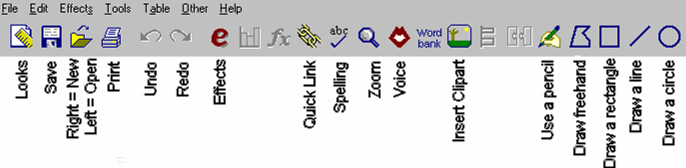 File Edit Effects Tools Table Other Help
e fx abc Word bank
Looks
Save
Right = New
Left = Open
Print
Undo
Redo
Effects
Quick Link
Spelling
Zoom
Voice
Insert Clipart
Use a pencil
Draw freehand
Draw a rectangle
Draw a line
Draw a circle